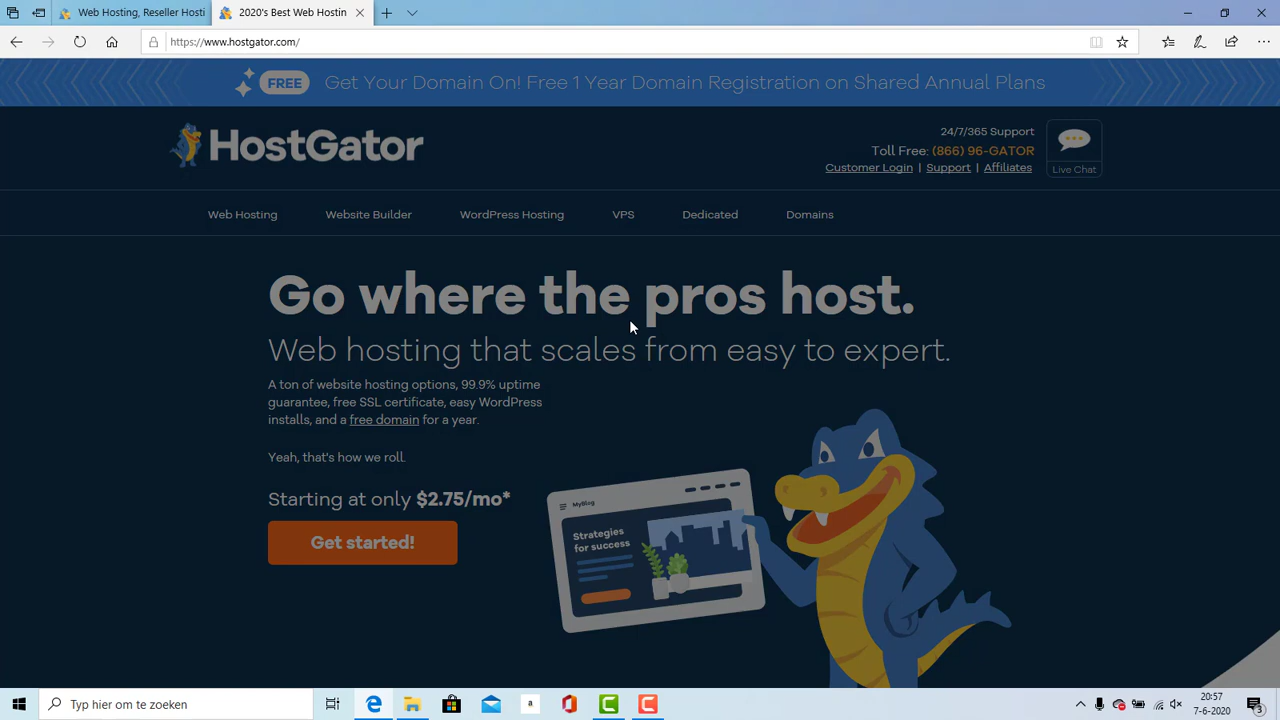 Web Hosting, Reseller Hosti
2020's Best Web Hostin
https://www.hostgator.com/
FREE Get Your Domain On! Free 1 Year Domain Registration on Shared Annual Plans
HostGator
24/7/365 Support
Toll Free: (866) 96-GATOR
Customer Login | Support | Affiliates
Live Chat
Web Hosting Website Builder WordPress Hosting VPS Dedicated Domains
Go where the pros host.
Web hosting that scales from easy to expert.
A ton of website hosting options, 99.9% uptime
guarantee, free SSL certificate, easy WordPress
installs, and a free domain for a year.
Yeah, that's how we roll.
Starting at only $2.75/mo*
Get started!
MyBlog
Strategies
for success
Typ hier om te zoeken
a
20:57
7-6-2020
3